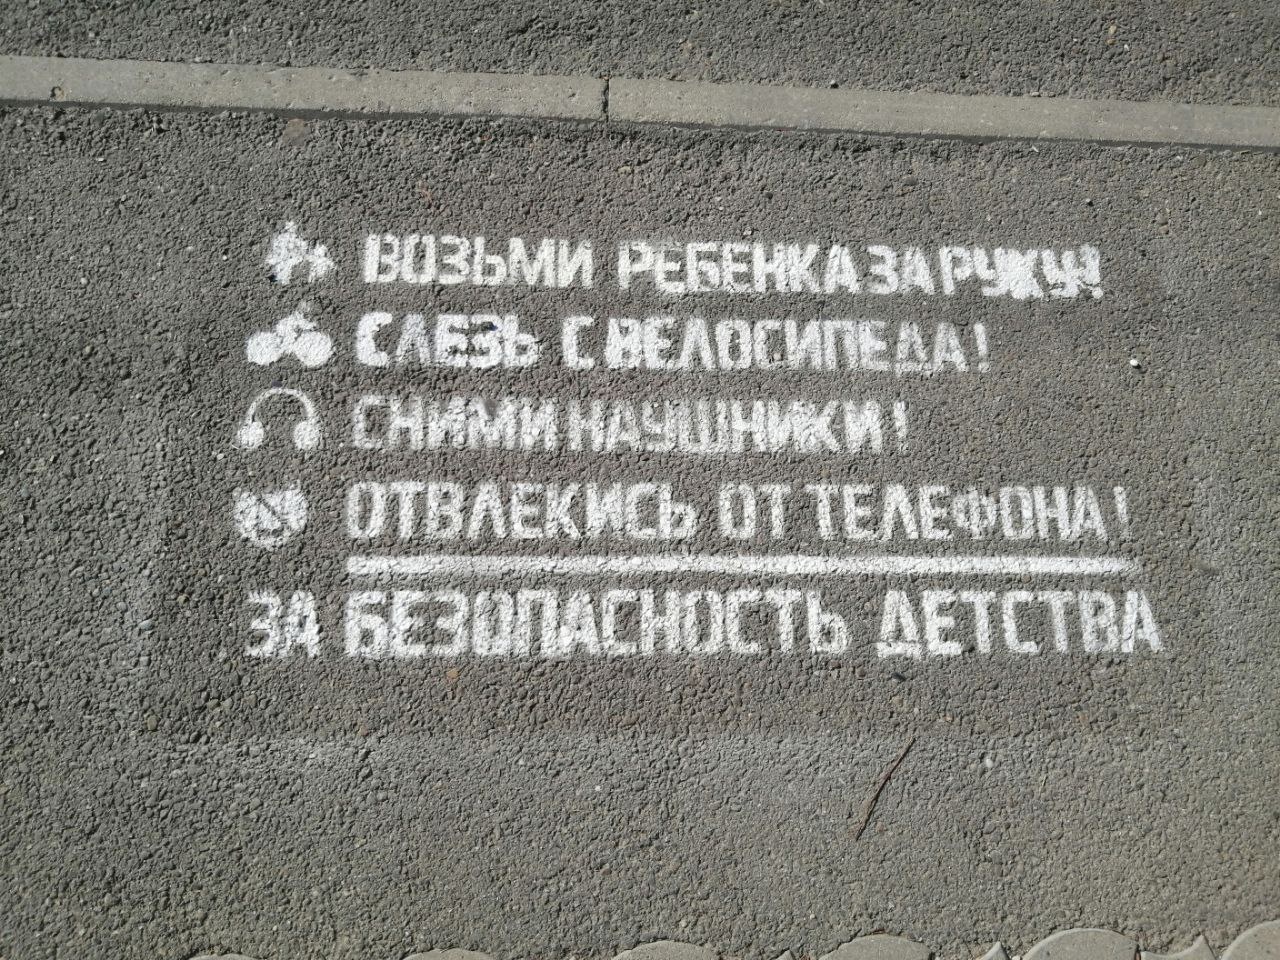 ВОЗЬМИ РЕБЕНКА ЗА РУКУ!
СЛЕЗЬ С ВЕЛОСИПЕДА!
СНИМИ НАУШНИКИ!
ОТВЛЕКИСЬ ОТ ТЕЛЕФОНА!
ЗА БЕЗОПАСНОСТЬ ДЕТСТВА